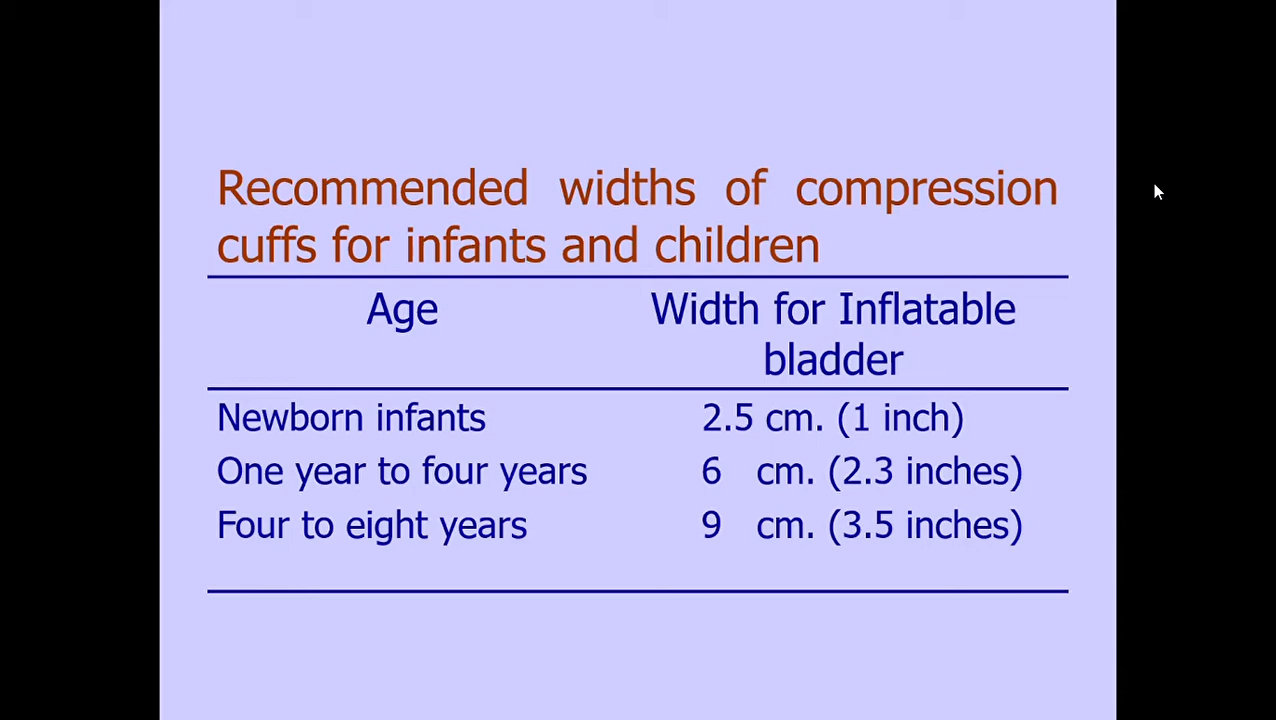 Recommended widths of compression
cuffs for infants and children
Age Width for Inflatable
bladder
Newborn infants 2.5 cm. (1 inch)
One year to four years 6 cm. (2.3 inches)
Four to eight years 9 cm. (3.5 inches)